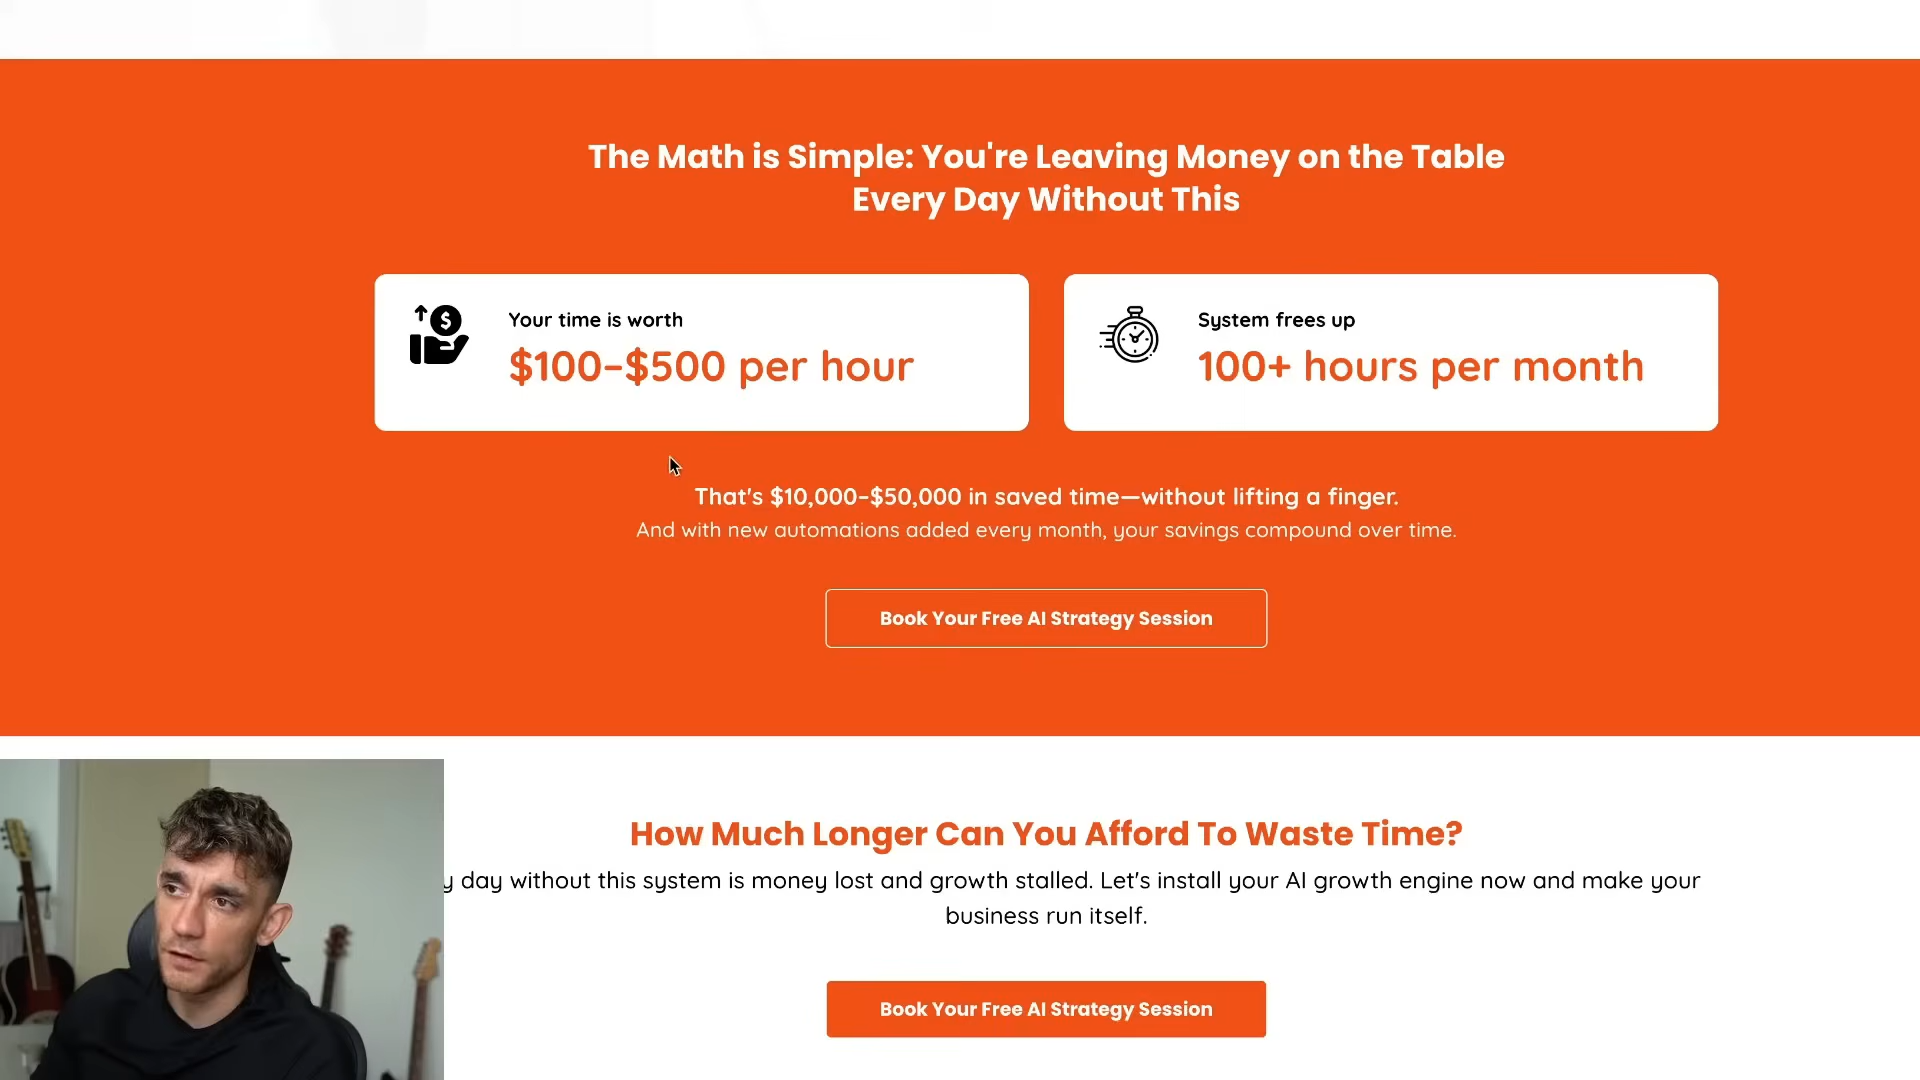 The Math is Simple: You're Leaving Money on the Table
Every Day Without This
Your time is worth
$100–$500 per hour
System frees up
100+ hours per month
That's $10,000–$50,000 in saved time—without lifting a finger.
And with new automations added every month, your savings compound over time.
Book Your Free AI Strategy Session
How Much Longer Can You Afford To Waste Time?
day without this system is money lost and growth stalled. Let's install your AI growth engine now and make your
business run itself.
Book Your Free AI Strategy Session